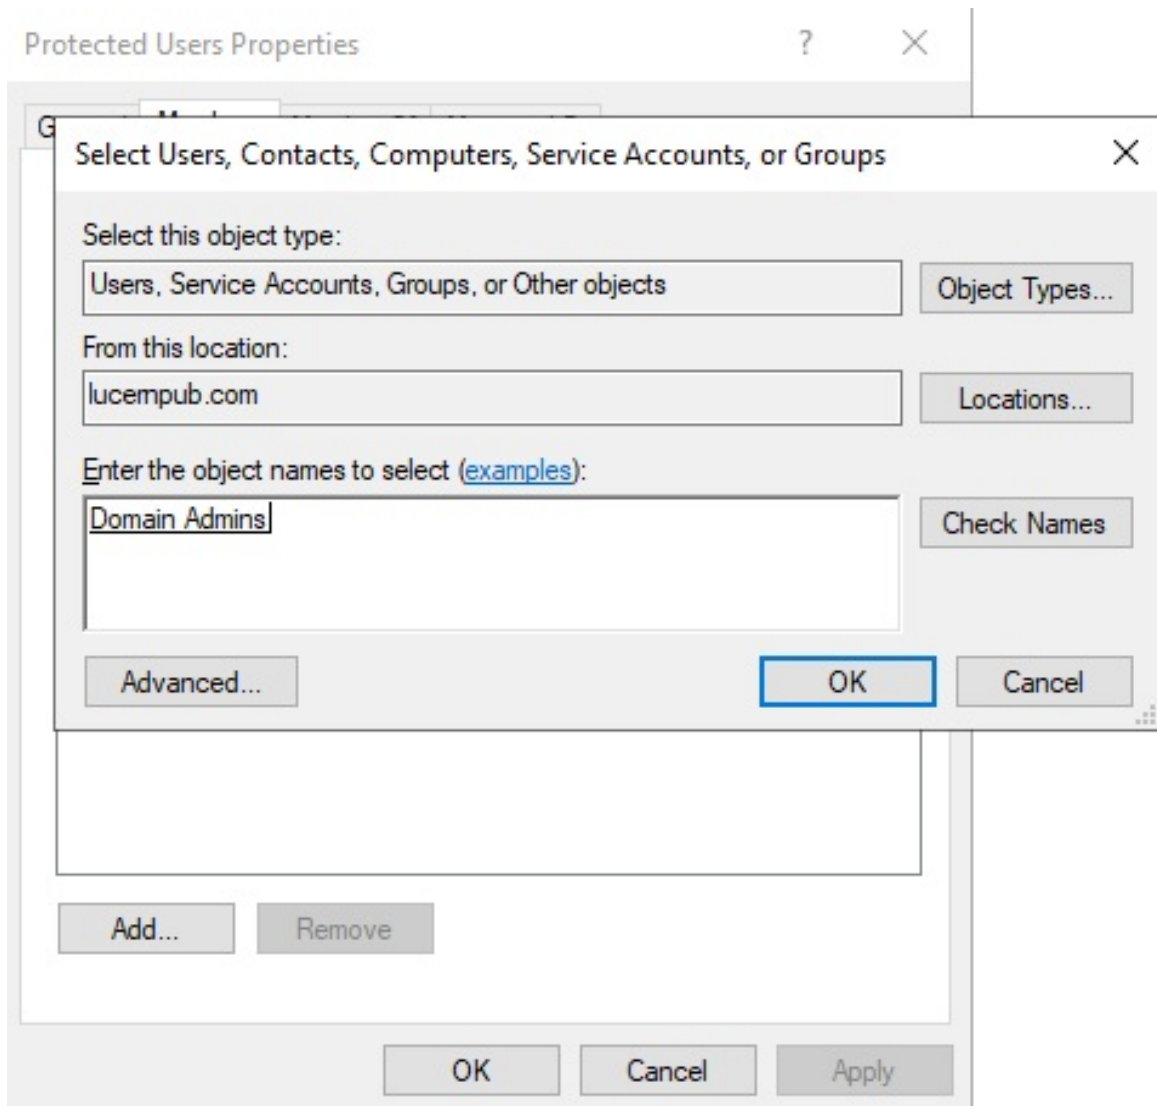 Protected Users Properties
Select Users, Contacts, Computers, Service Accounts, or Groups
Select this object type:
Users, Service Accounts, Groups, or Other objects
Object Types...
From this location:
lucernpub.com
Locations...
Enter the object names to select (examples):
Domain Admins
Check Names
Advanced...
OK
Cancel
Add...
Remove
OK
Cancel
Apply